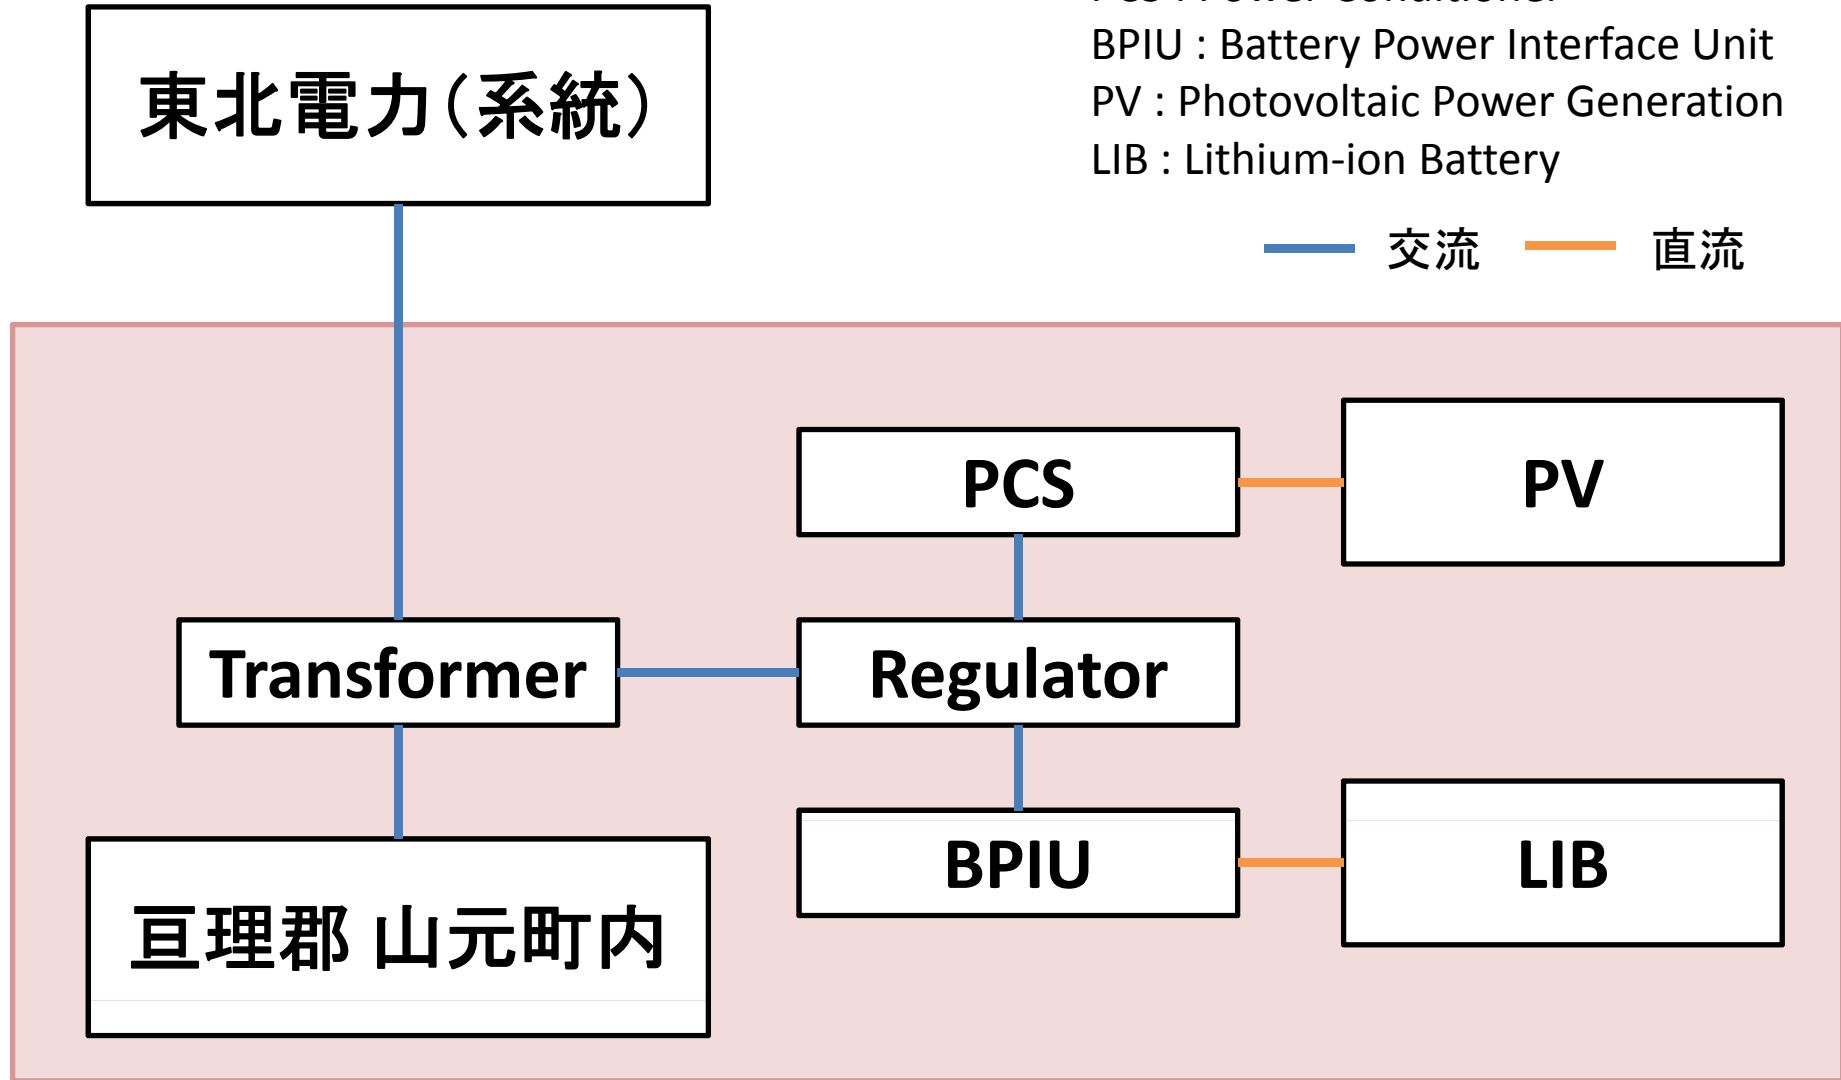 東北電力(系統)
BPIU : Battery Power Interface Unit
PV : Photovoltaic Power Generation
LIB : Lithium-ion Battery
交流 直流
PCS
PV
Transformer
Regulator
BPIU
LIB
亘理郡 山元町内